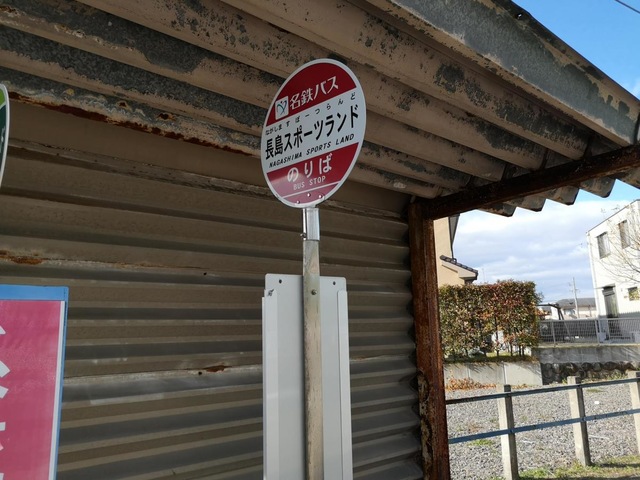 名鉄バス
ながしますぽーつらんど
長島スポーツランド
NAGASHIMA SPORTS LAND
のりば
BUS STOP